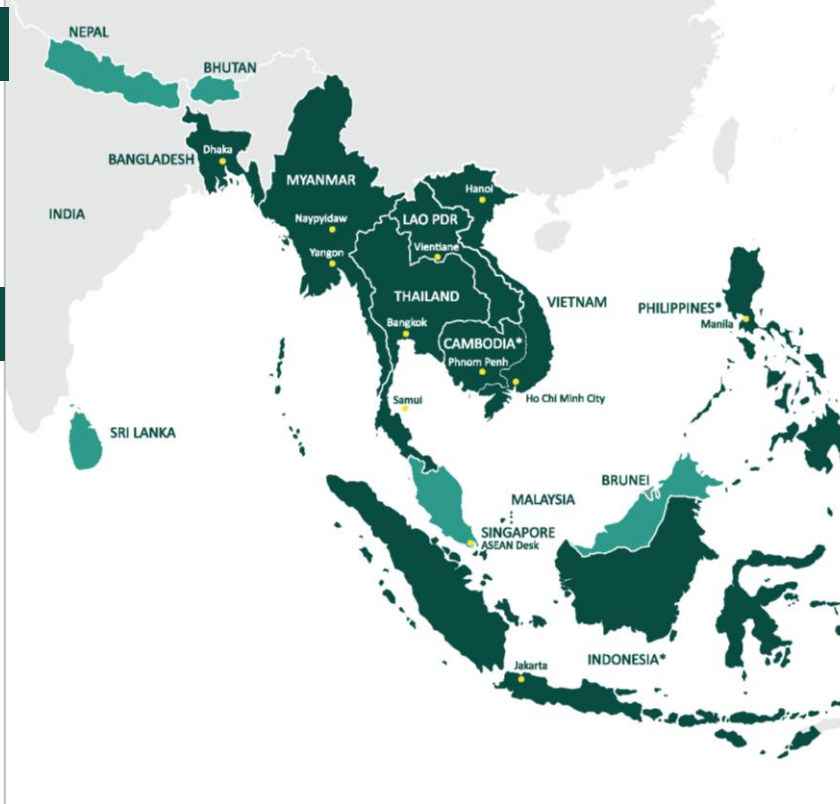 NEPAL
BHUTAN
Dhaka
BANGLADESH
MYANMAR
Hanoi
INDIA
LAO PDR
Naypyidaw
Vientiane
Yangon
THAILAND
VIETNAM
PHILIPPINES*
Manila
Bangkok
CAMBODIA*
Phnom Penh
Samui
Ho Chi Minh City
SRI LANKA
BRUNEI
MALAYSIA
SINGAPORE
ASEAN Desk
INDONESIA*
Jakarta